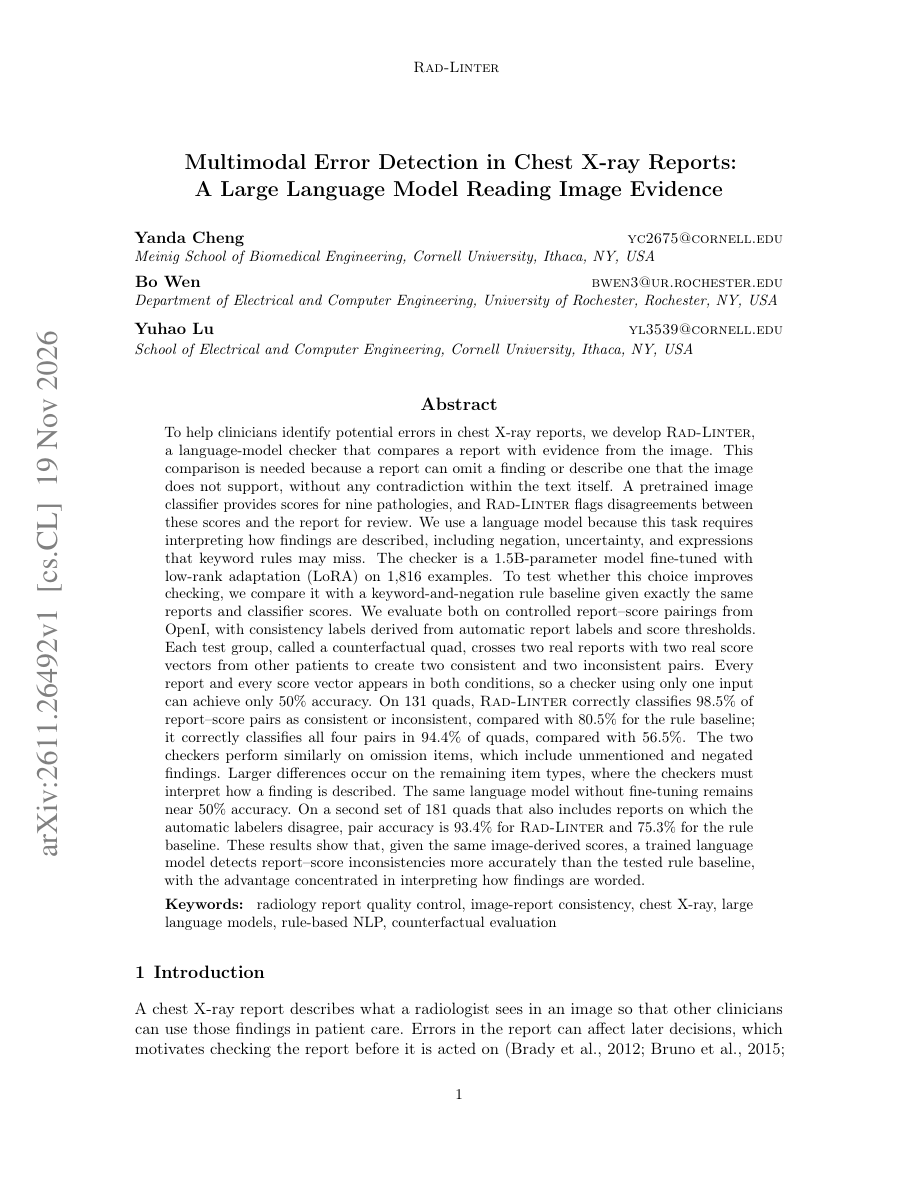 RAD-LINTER
Multimodal Error Detection in Chest X-ray Reports:
A Large Language Model Reading Image Evidence
Yanda Cheng YC2675@CORNELL.EDU
Meinig School of Biomedical Engineering, Cornell University, Ithaca, NY, USA
Bo Wen BWEN3@UR.ROCHESTER.EDU
Department of Electrical and Computer Engineering, University of Rochester, Rochester, NY, USA
Yuhao Lu YL3539@CORNELL.EDU
School of Electrical and Computer Engineering, Cornell University, Ithaca, NY, USA
arXiv:2611.26492v1 [cs.CL] 19 Nov 2026
Abstract
To help clinicians identify potential errors in chest X-ray reports, we develop RAD-LINTER,
a language-model checker that compares a report with evidence from the image. This
comparison is needed because a report can omit a finding or describe one that the image
does not support, without any contradiction within the text itself. A pretrained image
classifier provides scores for nine pathologies, and RAD-LINTER flags disagreements between
these scores and the report for review. We use a language model because this task requires
interpreting how findings are described, including negation, uncertainty, and expressions
that keyword rules may miss. The checker is a 1.5B-parameter model fine-tuned with
low-rank adaptation (LoRA) on 1,816 examples. To test whether this choice improves
checking, we compare it with a keyword-and-negation rule baseline given exactly the same
reports and classifier scores. We evaluate both on controlled report–score pairings from
OpenI, with consistency labels derived from automatic report labels and score thresholds.
Each test group, called a counterfactual quad, crosses two real reports with two real score
vectors from other patients to create two consistent and two inconsistent pairs. Every
report and every score vector appears in both conditions, so a checker using only one input
can achieve only 50% accuracy. On 131 quads, RAD-LINTER correctly classifies 98.5% of
report–score pairs as consistent or inconsistent, compared with 80.5% for the rule baseline;
it correctly classifies all four pairs in 94.4% of quads, compared with 56.5%. The two
checkers perform similarly on omission items, which include unmentioned and negated
findings. Larger differences occur on the remaining item types, where the checkers must
interpret how a finding is described. The same language model without fine-tuning remains
near 50% accuracy. On a second set of 181 quads that also includes reports on which the
automatic labelers disagree, pair accuracy is 93.4% for RAD-LINTER and 75.3% for the rule
baseline. These results show that, given the same image-derived scores, a trained language
model detects report–score inconsistencies more accurately than the tested rule baseline,
with the advantage concentrated in interpreting how findings are worded.
Keywords: radiology report quality control, image-report consistency, chest X-ray, large
language models, rule-based NLP, counterfactual evaluation
1 Introduction
A chest X-ray report describes what a radiologist sees in an image so that other clinicians
can use those findings in patient care. Errors in the report can affect later decisions, which
motivates checking the report before it is acted on (Brady et al., 2012; Bruno et al., 2015;
1